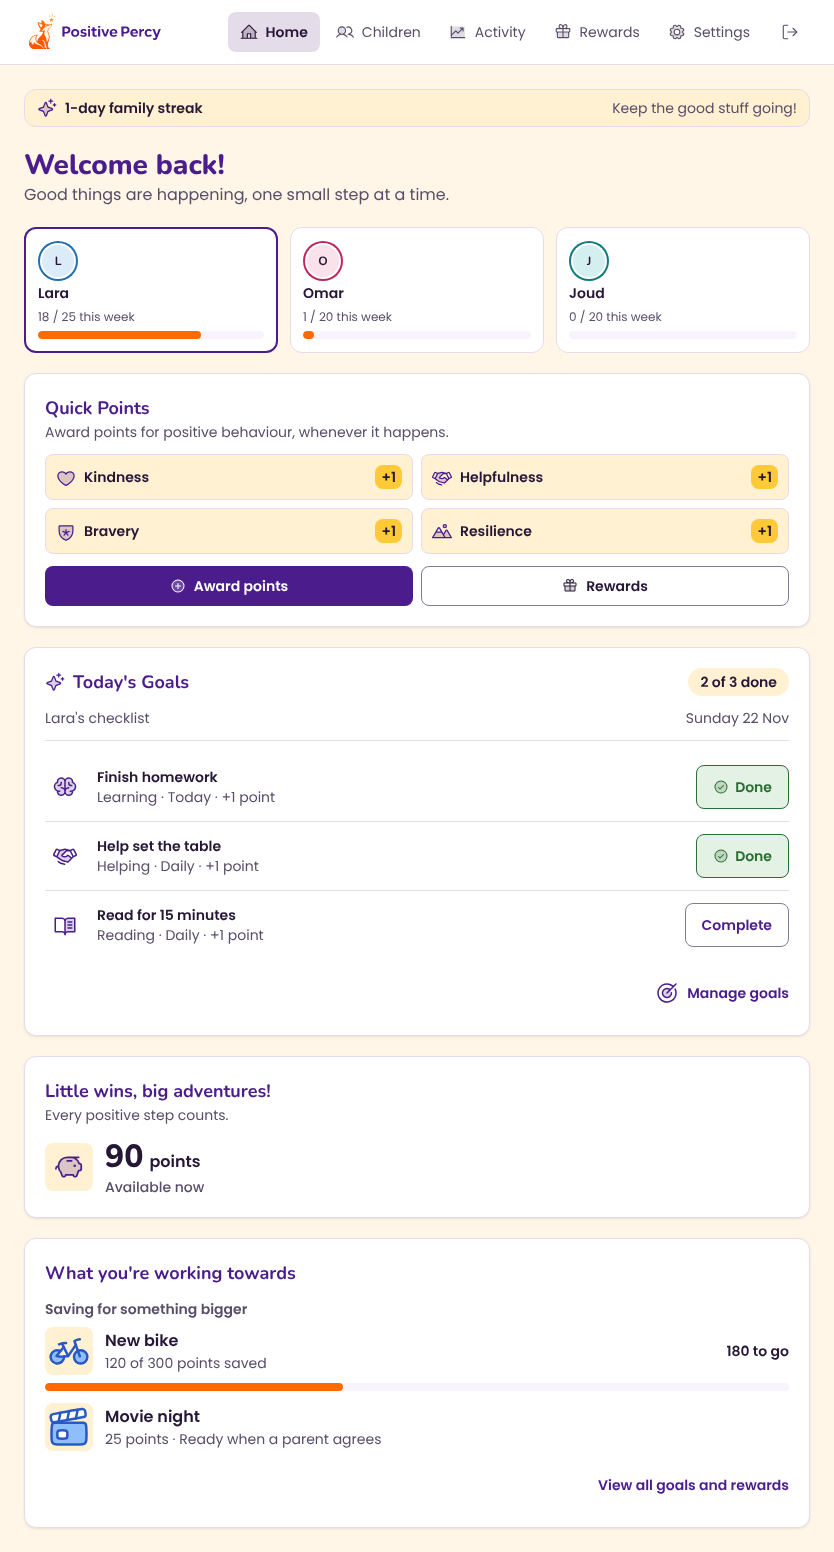 Positive Percy
Home
Children
Activity
Rewards
Settings
1-day family streak
Keep the good stuff going!
Welcome back!
Good things are happening, one small step at a time.
L
Lara
18 / 25 this week
O
Omar
1 / 20 this week
J
Joud
0 / 20 this week
Quick Points
Award points for positive behaviour, whenever it happens.
Kindness +1
Helpfulness +1
Bravery +1
Resilience +1
Award points
Rewards
Today's Goals
2 of 3 done
Lara's checklist
Sunday 22 Nov
Finish homework
Learning · Today · +1 point
Done
Help set the table
Helping · Daily · +1 point
Done
Read for 15 minutes
Reading · Daily · +1 point
Complete
Manage goals
Little wins, big adventures!
Every positive step counts.
90 points
Available now
What you're working towards
Saving for something bigger
New bike
120 of 300 points saved
180 to go
Movie night
25 points · Ready when a parent agrees
View all goals and rewards